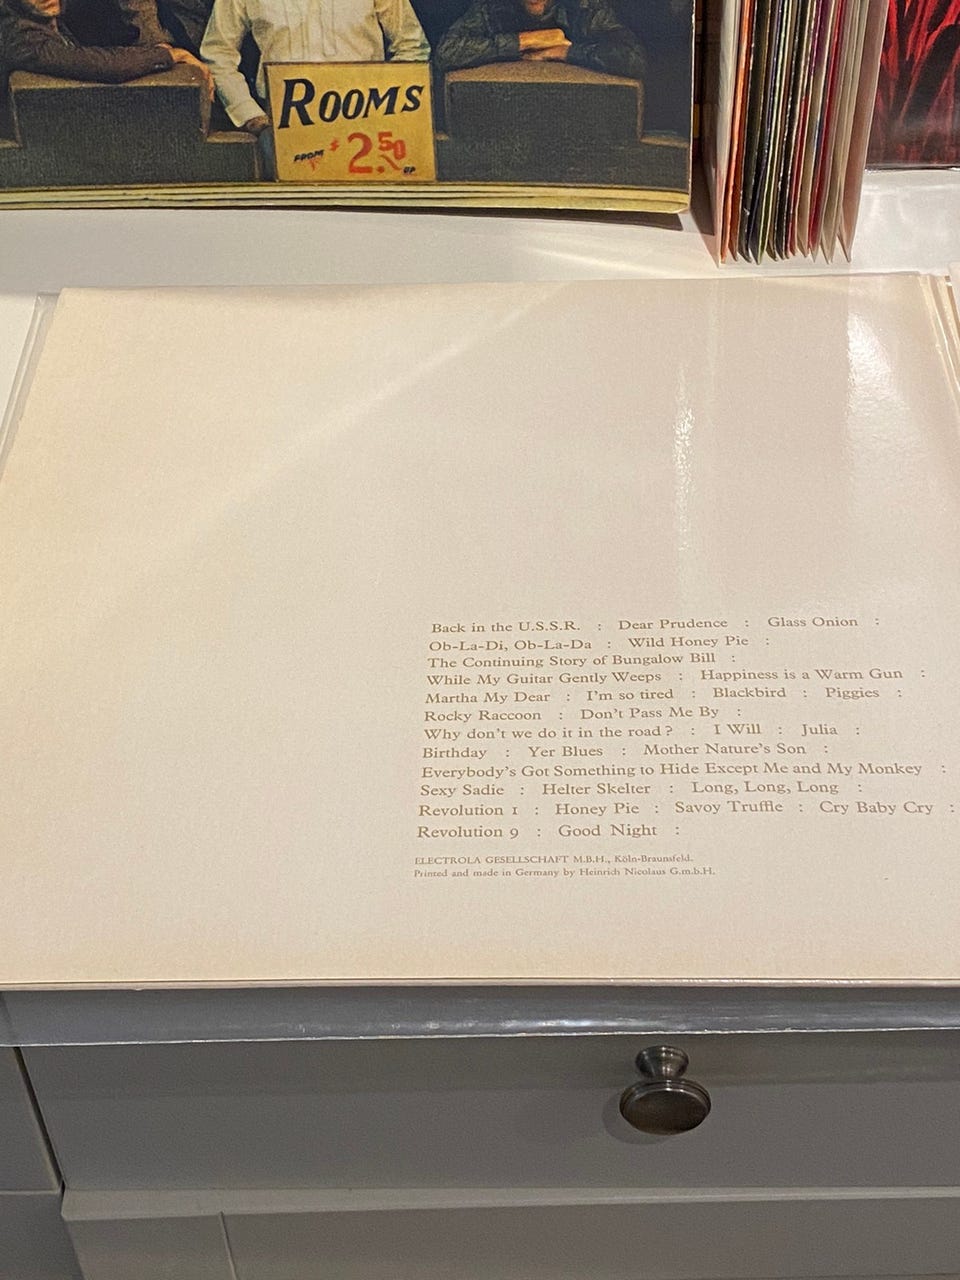 ROOMS
FROM $2.50 UP
Back in the U.S.S.R. : Dear Prudence : Glass Onion :
Ob-La-Di, Ob-La-Da : Wild Honey Pie :
The Continuing Story of Bungalow Bill :
While My Guitar Gently Weeps : Happiness is a Warm Gun :
Martha My Dear : I'm so tired : Blackbird : Piggies :
Rocky Raccoon : Don't Pass Me By :
Why don't we do it in the road? : I Will : Julia :
Birthday : Yer Blues : Mother Nature's Son :
Everybody's Got Something to Hide Except Me and My Monkey :
Sexy Sadie : Helter Skelter : Long, Long, Long :
Revolution 1 : Honey Pie : Savoy Truffle : Cry Baby Cry :
Revolution 9 : Good Night :
ELECTROLA GESELLSCHAFT M.B.H., Köln-Braunsfeld.
Printed and made in Germany by Heinrich Nicolaus G.m.b.H.